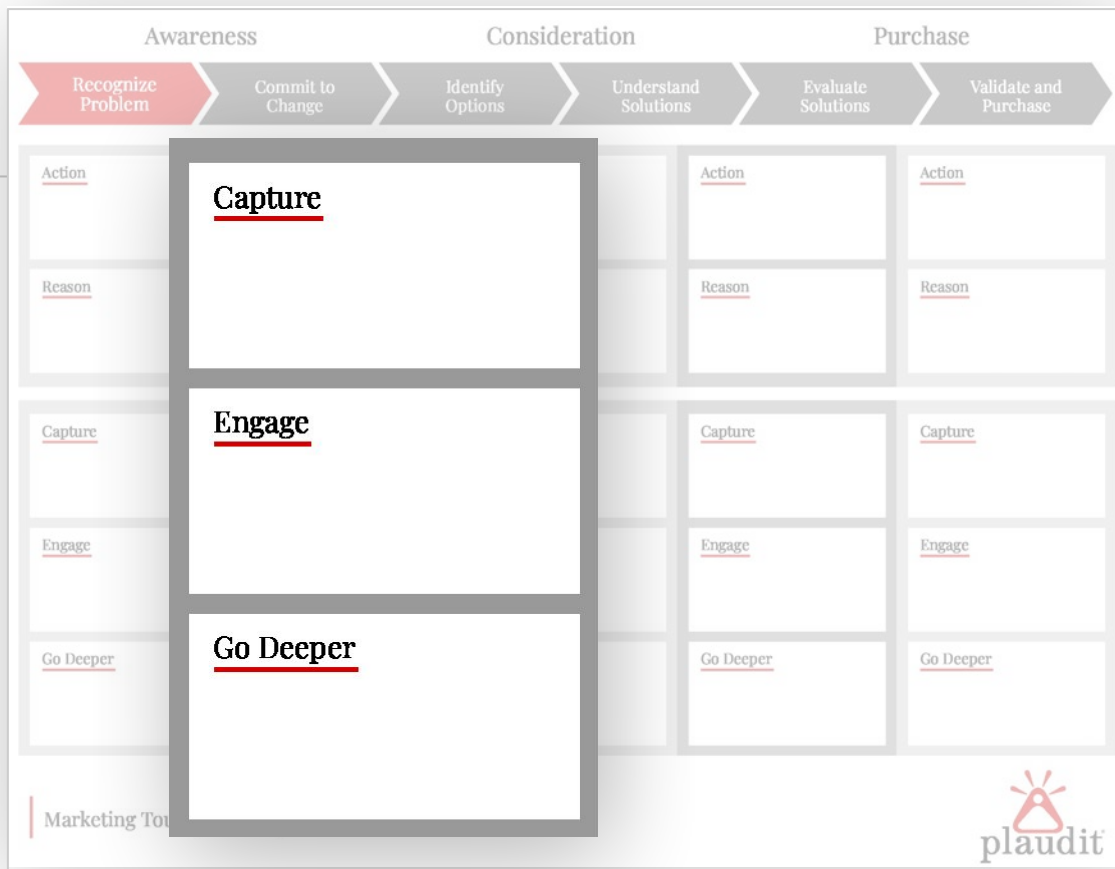 Awareness
Consideration
Purchase
Recognize
Problem
Commit to
Change
Identify
Options
Understand
Solutions
Evaluate
Solutions
Validate and
Purchase
Action
Action
Action
Reason
Reason
Reason
Capture
Engage
Go Deeper
Capture
Capture
Capture
Engage
Engage
Engage
Go Deeper
Go Deeper
Go Deeper
Marketing
plaudit